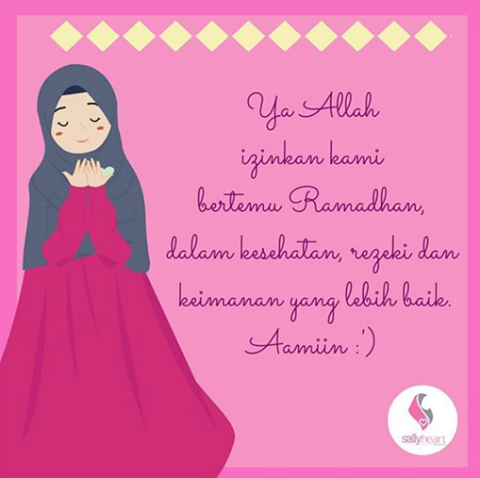 Ya Allah
izinkan kami
bertemu Ramadhan,
dalam kesehatan, rezeki dan
keimanan yang lebih baik.
Aamiin :')
sallyheart